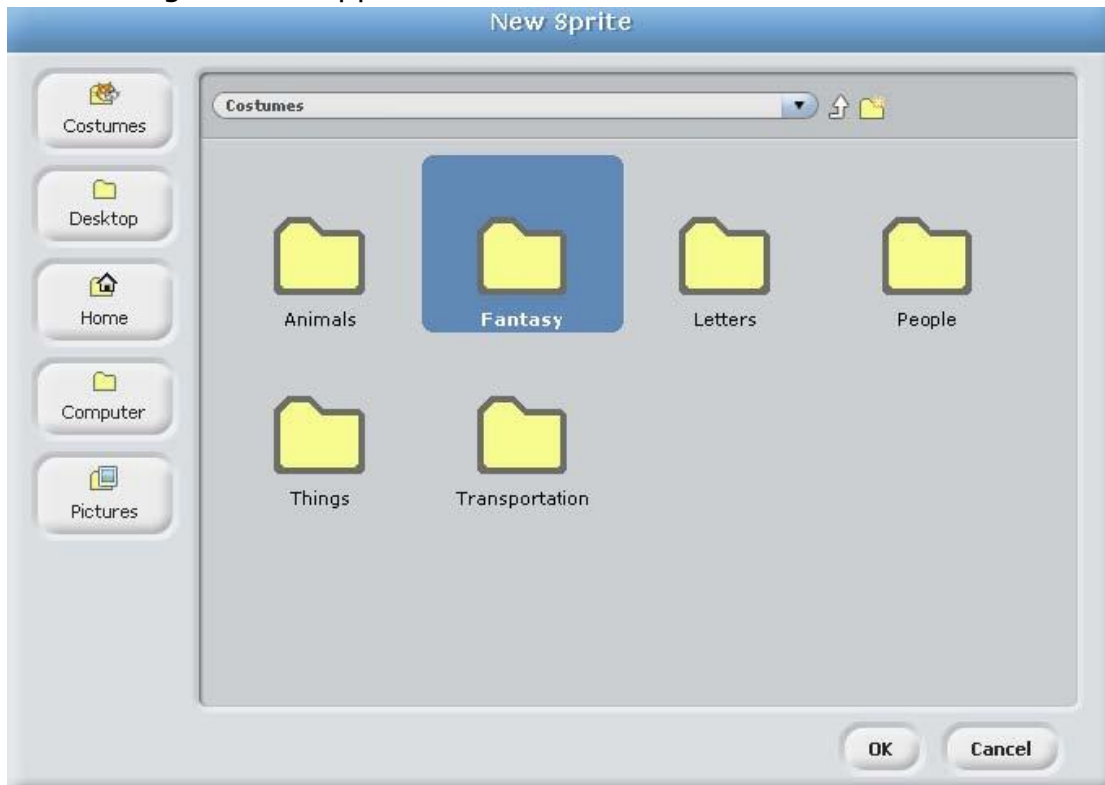 New Sprite
Costumes
Desktop
Home
Computer
Pictures
Costumes
Animals
Fantasy
Letters
People
Things
Transportation
OK
Cancel